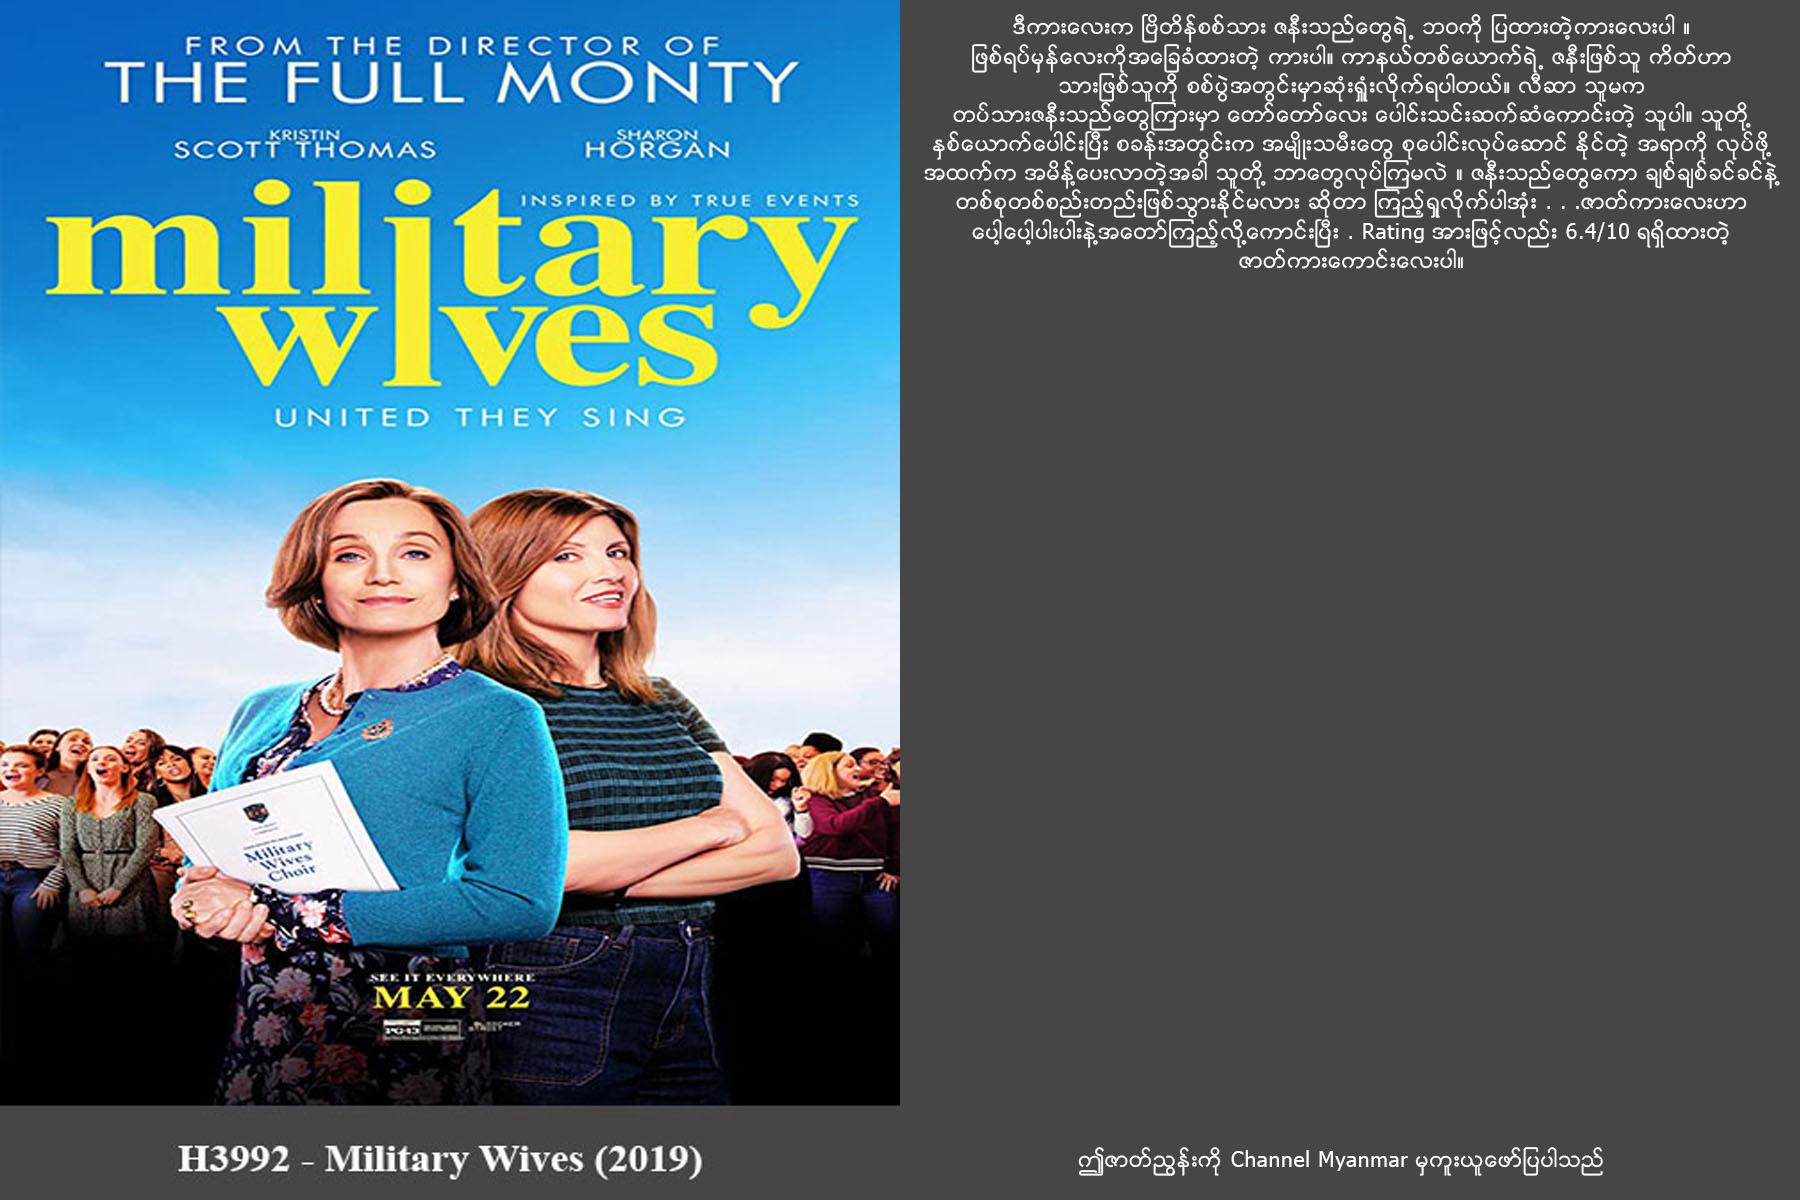 FROM THE DIRECTOR OF
THE FULL MONTY
KRISTIN
SCOTT THOMAS
SHARON
HORGAN
INSPIRED BY TRUE EVENTS
military
wives
UNITED THEY SING
Military
Wives
Choir
SEE IT EVERYWHERE
MAY 22
PG-13
H3992 - Military Wives (2019)
ဒီကားလေးက ဗြိတိန်စစ်သား ဇနီးသည်တွေရဲ့ ဘဝကို ပြထားတဲ့ကားလေးပါ ။
ဖြစ်ရပ်မှန်လေးကိုအခြေခံထားတဲ့ ကားပါ။ ကာနယ်တစ်ယောက်ရဲ့ ဇနီးဖြစ်သူ ကိတ်ဟာ
သားဖြစ်သူကို စစ်ပွဲအတွင်းမှာဆုံးရှုံးလိုက်ရပါတယ်။ လီဆာ သူမက
တပ်သားဇနီးသည်တွေကြားမှာ တော်တော်လေး ပေါင်းသင်းဆက်ဆံကောင်းတဲ့ သူပါ။ သူတို့
နှစ်ယောက်ပေါင်းပြီး စခန်းအတွင်းက အမျိုးသမီးတွေ စုပေါင်းလုပ်ဆောင် နိုင်တဲ့ အရာကို လုပ်ဖို့
အထက်က အမိန့်ပေးလာတဲ့အခါ သူတို့ ဘာတွေလုပ်ကြမလဲ ။ ဇနီးသည်တွေကော ချစ်ချစ်ခင်ခင်နဲ့
တစ်စုတစ်စည်းတည်းဖြစ်သွားနိုင်မလား ဆိုတာ ကြည့်ရှုလိုက်ပါအုံး . . .ဇာတ်ကားလေးဟာ
ပေါ့ပေါ့ပါးပါးနဲ့အတော်ကြည့်လို့ကောင်းပြီး . Rating အားဖြင့်လည်း 6.4/10 ရရှိထားတဲ့
ဇာတ်ကားကောင်းလေးပါ။
ဤဇာတ်ညွှန်းကို Channel Myanmar မှကူးယူဖော်ပြပါသည်